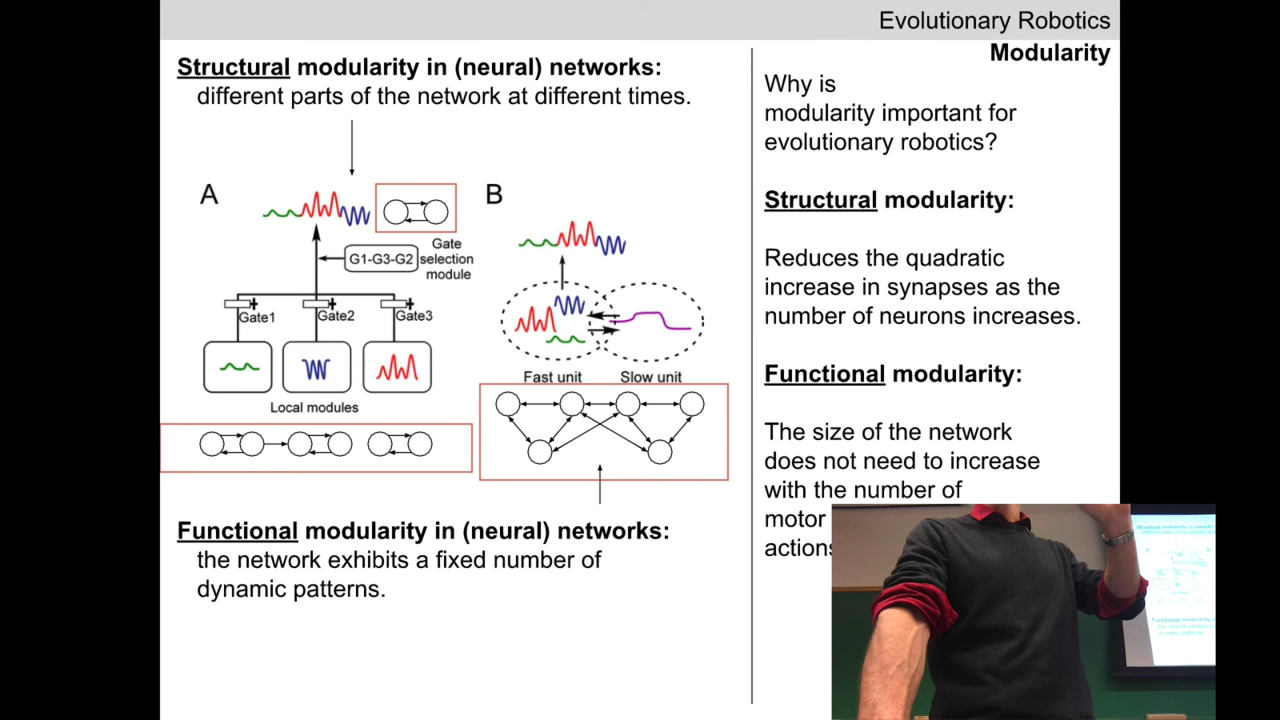 Evolutionary Robotics
Modularity
Structural modularity in (neural) networks:
different parts of the network at different times.
A
G1-G3-G2
Gate
selection
module
Gate1
Gate2
Gate3
Local modules
B
Fast unit
Slow unit
Functional modularity in (neural) networks:
the network exhibits a fixed number of
dynamic patterns.
Why is
modularity important for
evolutionary robotics?
Structural modularity:
Reduces the quadratic
increase in synapses as the
number of neurons increases.
Functional modularity:
The size of the network
does not need to increase
with the number of
motor
actions